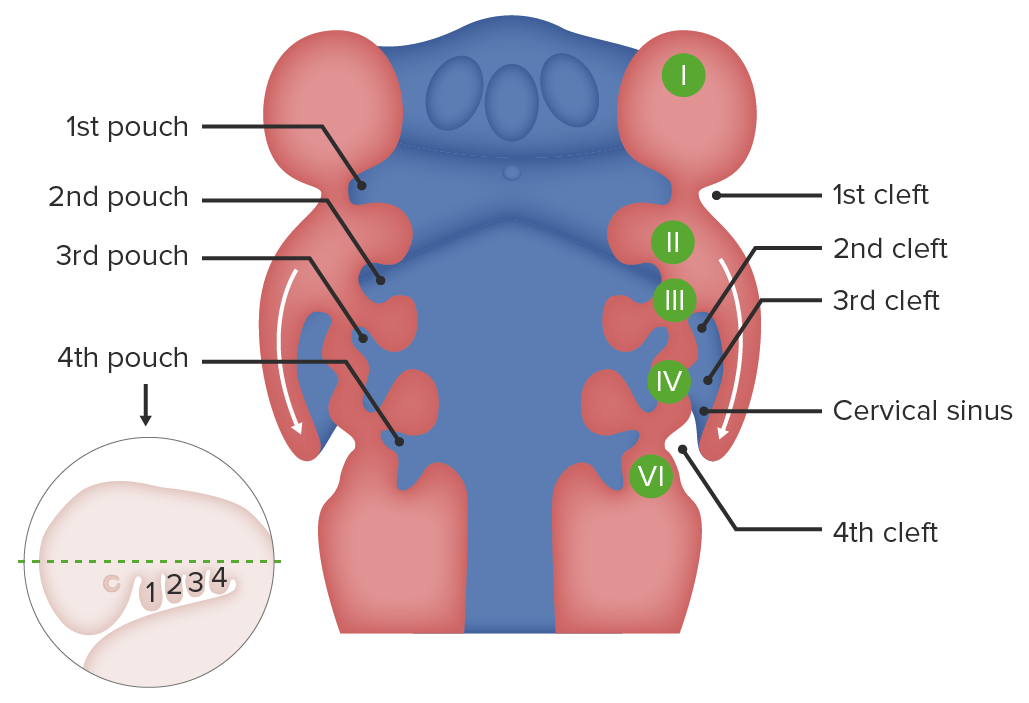 I
1st pouch
2nd pouch
1st cleft
II
2nd cleft
3rd pouch
III
3rd cleft
4th pouch
IV
Cervical sinus
VI
4th cleft
1 2 3 4